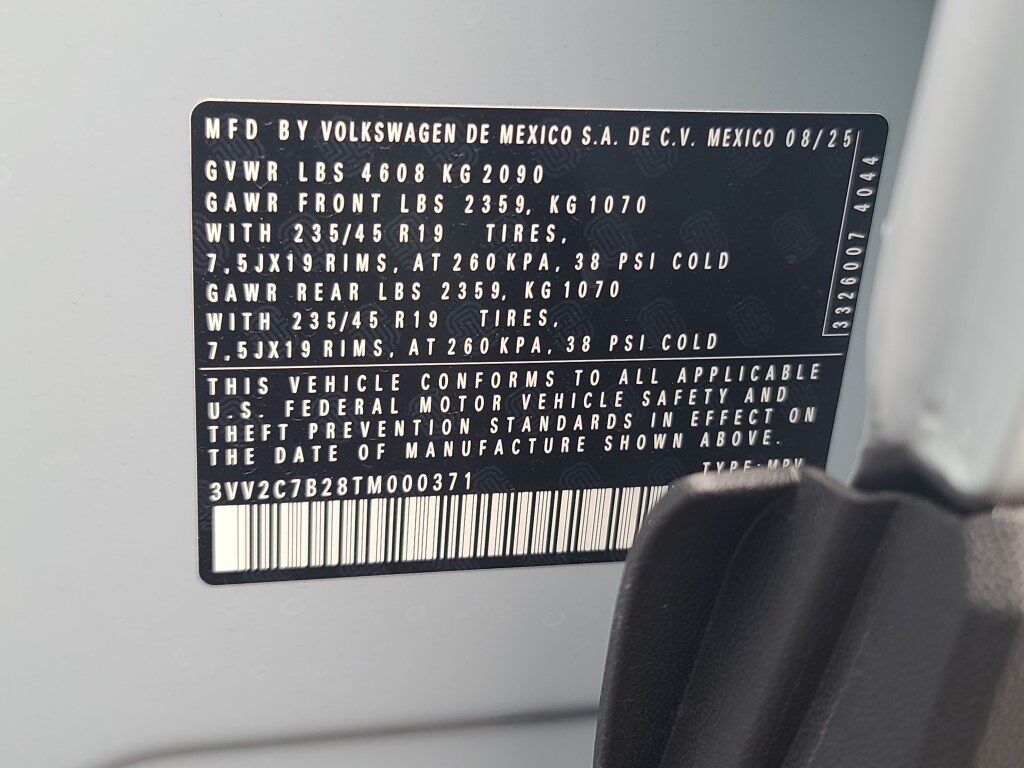 MFD BY VOLKSWAGEN DE MEXICO S.A. DE C.V. MEXICO 08/25
GVWR LBS 4608 KG 2090
GAWR FRONT LBS 2359, KG 1070
WITH 235/45 R19 TIRES,
7,5JX19 RIMS, AT 260 KPA, 38 PSI COLD
GAWR REAR LBS 2359, KG 1070
WITH 235/45 R19 TIRES,
7,5JX19 RIMS, AT 260 KPA, 38 PSI COLD
3326007 4044
THIS VEHICLE CONFORMS TO ALL APPLICABLE
U.S. FEDERAL MOTOR VEHICLE SAFETY AND
THEFT PREVENTION STANDARDS IN EFFECT ON
THE DATE OF MANUFACTURE SHOWN ABOVE.
TYPE: MPV
3VV2C7B28TM000371